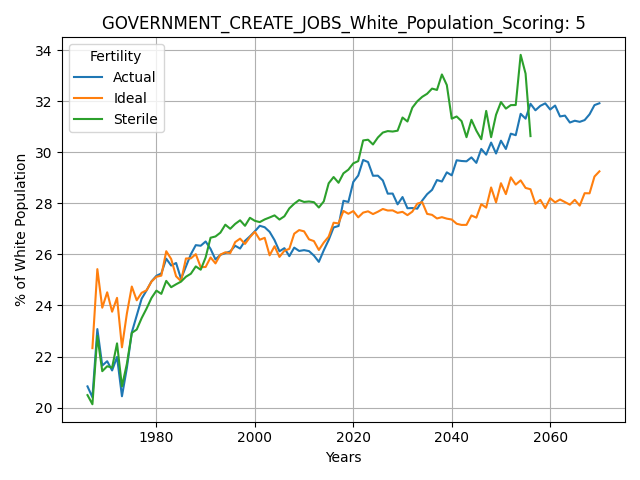 GOVERNMENT_CREATE_JOBS_White_Population_Scoring: 5
Fertility
Actual
Ideal
Sterile
% of White Population
34
32
30
28
26
24
22
20
1980
2000
2020
2040
2060
Years